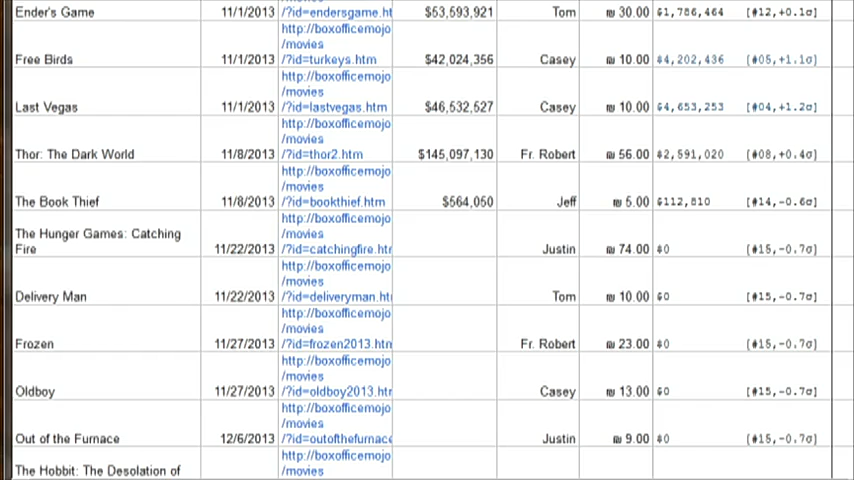 Ender's Game 11/1/2013 /?id=endersgame.ht $53,593,921 Tom ₪ 30.00 $1,786,464 [#12,+0.1σ]
http://boxofficemojo
/movies
Free Birds 11/1/2013 /?id=turkeys.htm $42,024,356 Casey ₪ 10.00 $4,202,436 [#05,+1.1σ]
http://boxofficemojo
/movies
Last Vegas 11/1/2013 /?id=lastvegas.htm $46,532,527 Casey ₪ 10.00 $4,653,253 [#04,+1.2σ]
http://boxofficemojo
/movies
Thor: The Dark World 11/8/2013 /?id=thor2.htm $145,097,130 Fr. Robert ₪ 56.00 $2,591,020 [#08,+0.4σ]
http://boxofficemojo
/movies
The Book Thief 11/8/2013 /?id=bookthief.htm $564,050 Jeff ₪ 5.00 $112,810 [#14,-0.6σ]
http://boxofficemojo
The Hunger Games: Catching /movies
Fire 11/22/2013 /?id=catchingfire.htr Justin ₪ 74.00 $0 [#15,-0.7σ]
http://boxofficemojo
/movies
Delivery Man 11/22/2013 /?id=deliveryman.ht Tom ₪ 10.00 $0 [#15,-0.7σ]
http://boxofficemojo
/movies
Frozen 11/27/2013 /?id=frozen2013.htn Fr. Robert ₪ 23.00 $0 [#15,-0.7σ]
http://boxofficemojo
/movies
Oldboy 11/27/2013 /?id=oldboy2013.htr Casey ₪ 13.00 $0 [#15,-0.7σ]
http://boxofficemojo
/movies
Out of the Furnace 12/6/2013 /?id=outofthefurnace Justin ₪ 9.00 $0 [#15,-0.7σ]
http://boxofficemojo
The Hobbit: The Desolation of /movies